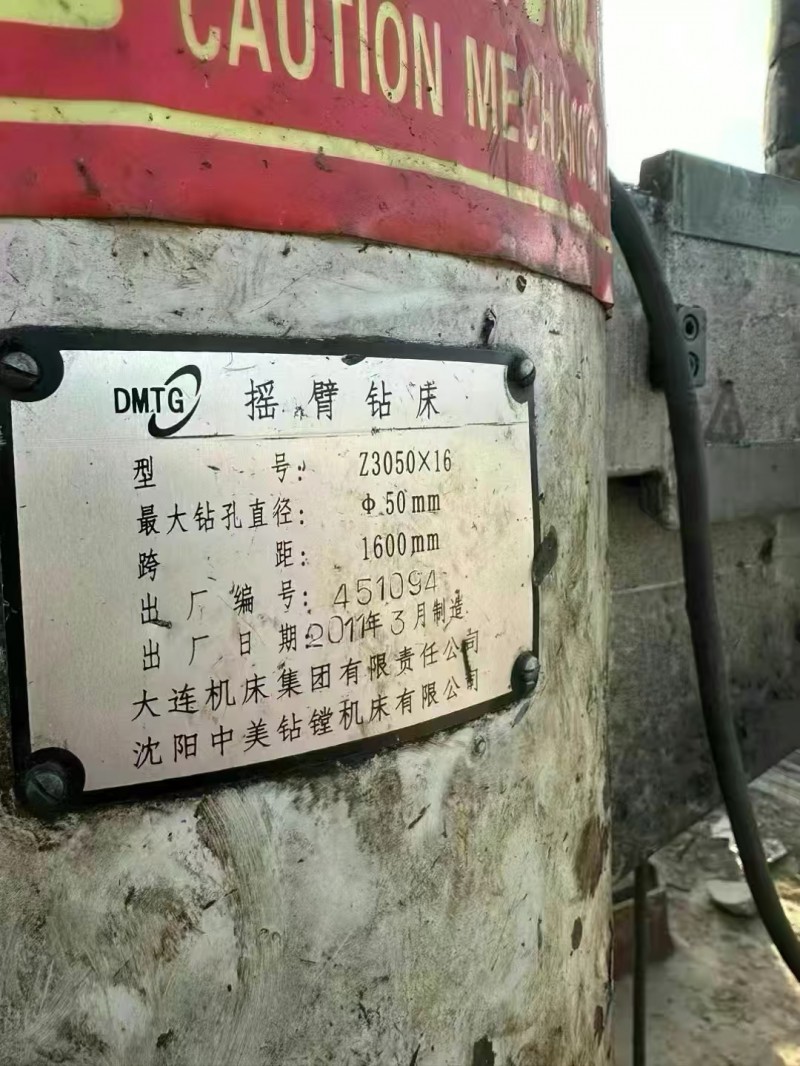 CAUTION MECHANIC
DMTG 摇臂钻床
型号: Z3050×16
最大钻孔直径: Φ 50mm
跨距: 1600mm
出厂编号: 451094
出厂日期: 2011年3月制造
大连机床集团有限责任公司
沈阳中美钻镗机床有限公司